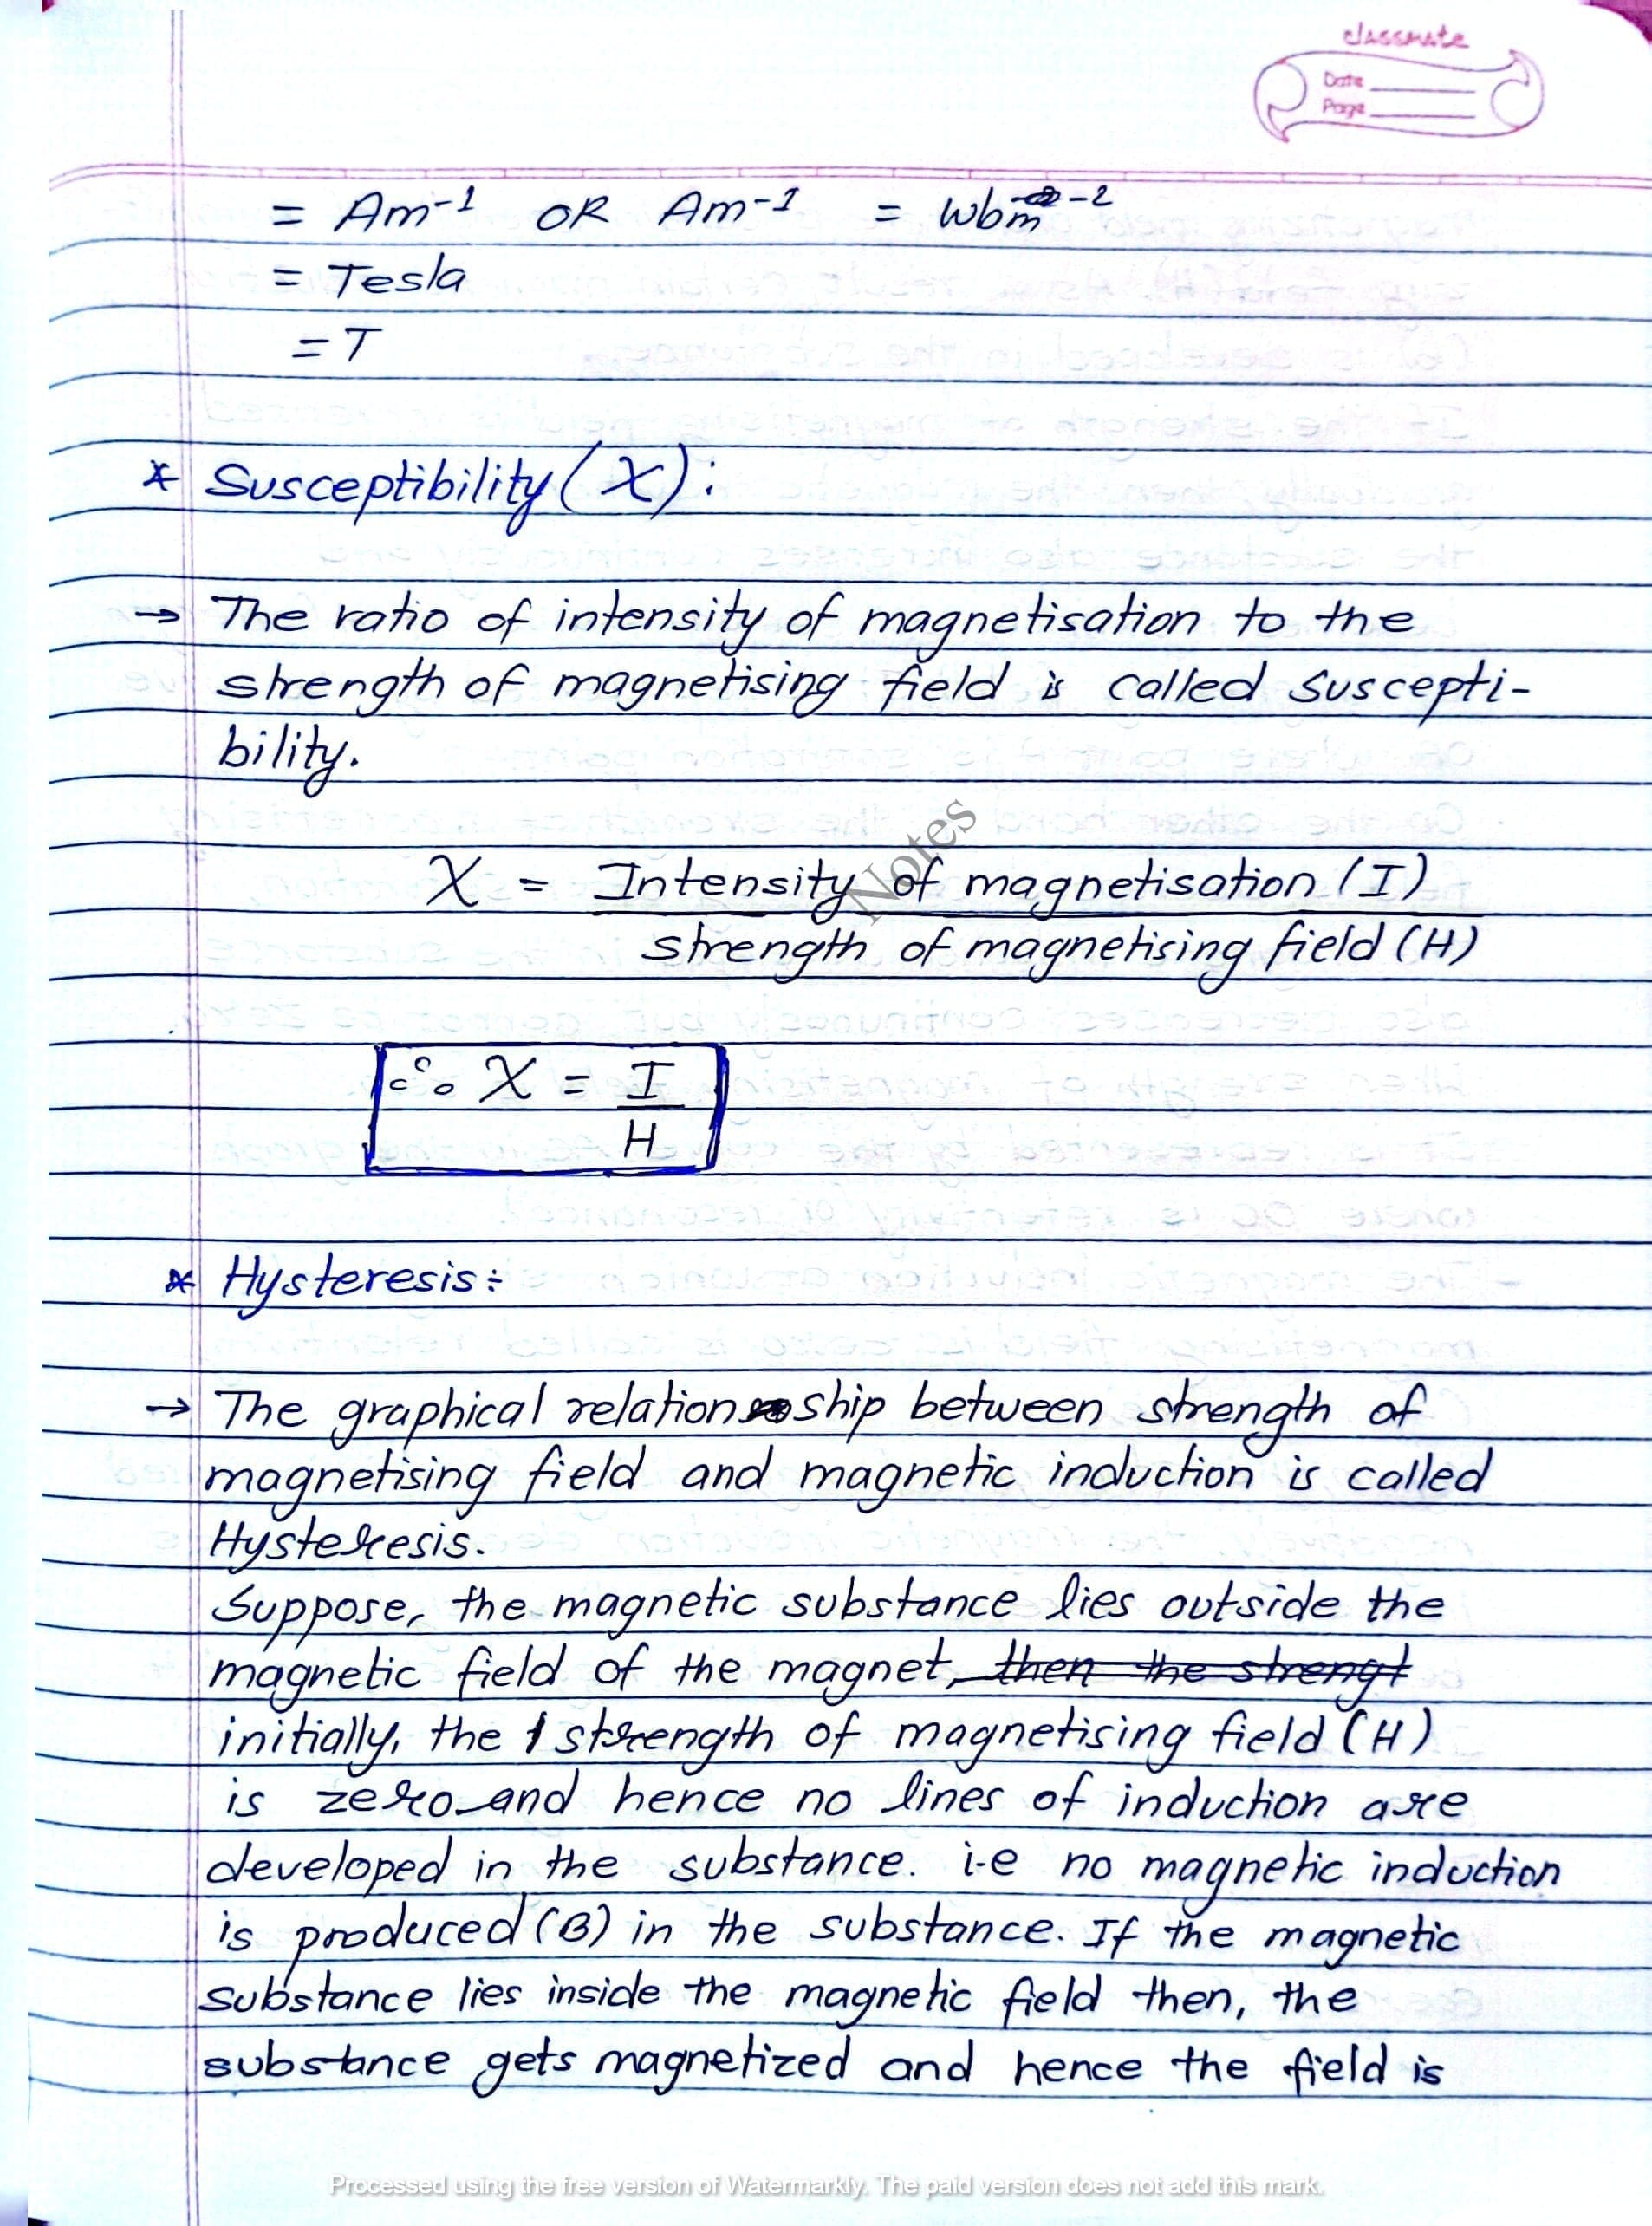 classmate
Date
Page
= Am⁻¹ OR Am⁻¹ = Wbm⁻²
= Tesla
= T
* Susceptibility (χ):
→ The ratio of intensity of magnetisation to the
strength of magnetising field is called suscepti-
bility.
χ = Intensity of magnetisation (I)
strength of magnetising field (H)
Notes
∴ χ = I
H
* Hysteresis:
→ The graphical relationship between strength of
magnetising field and magnetic induction is called
Hysteresis.
Suppose, the magnetic substance lies outside the
magnetic field of the magnet, then the strengt
initially, the strength of magnetising field (H)
is zero and hence no lines of induction are
developed in the substance. i.e no magnetic induction
is produced (B) in the substance. If the magnetic
substance lies inside the magnetic field then, the
substance gets magnetized and hence the field is
Processed using the free version of Watermarkly. The paid version does not add this mark.